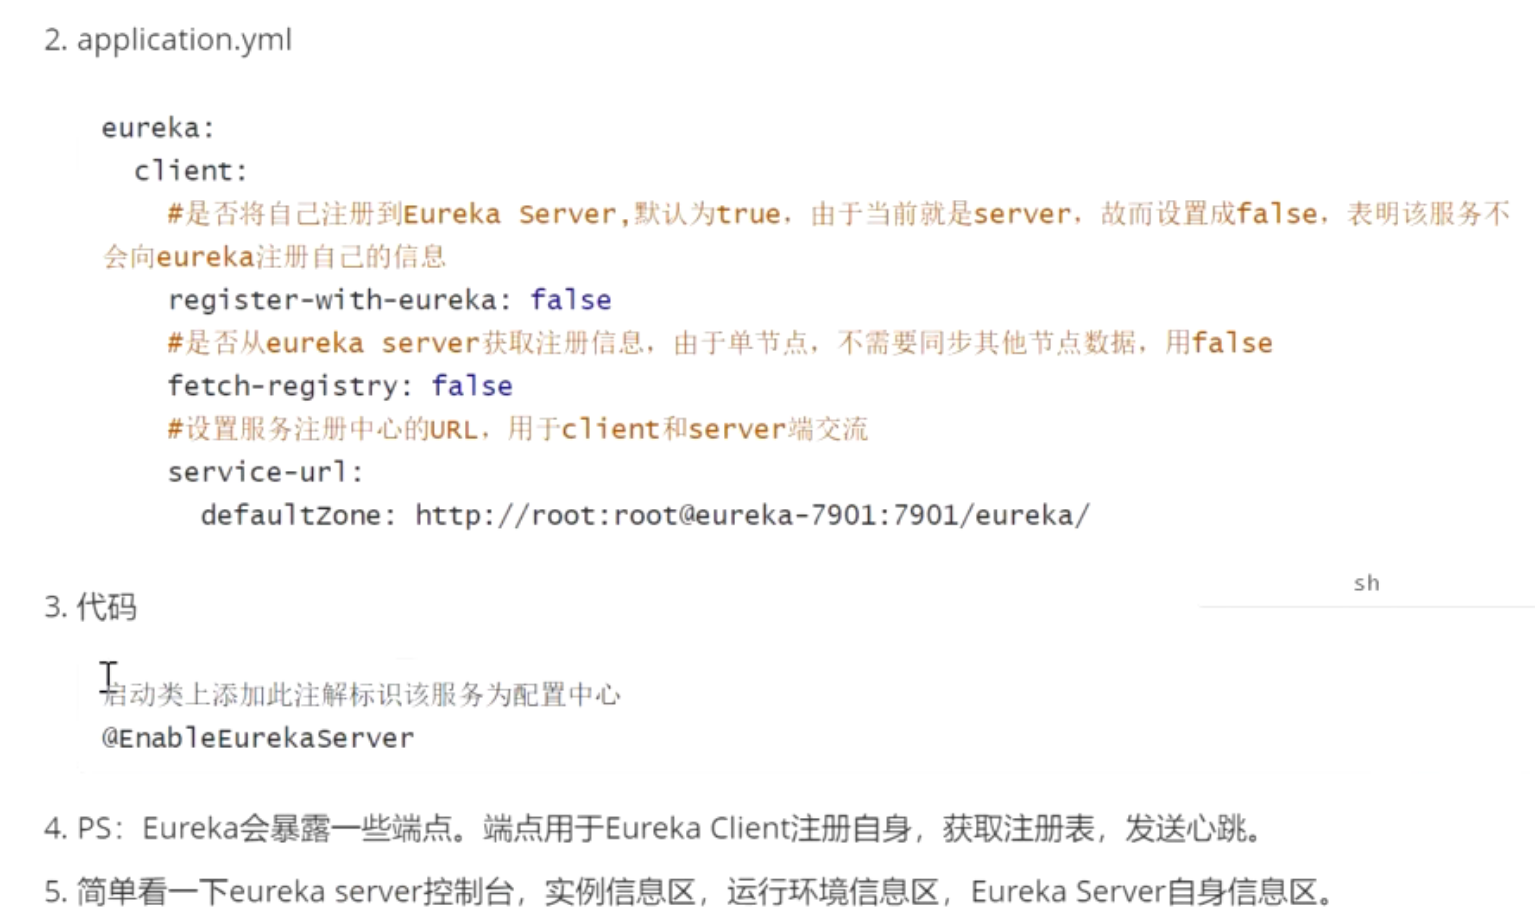 2. application.yml
eureka:
  client:
    #是否将自己注册到Eureka Server,默认为true，由于当前就是server，故而设置成false，表明该服务不
会向eureka注册自己的信息
    register-with-eureka: false
    #是否从eureka server获取注册信息，由于单节点，不需要同步其他节点数据，用false
    fetch-registry: false
    #设置服务注册中心的URL，用于client和server端交流
    service-url:
      defaultZone: http://root:root@eureka-7901:7901/eureka/
sh
3. 代码
启动类上添加此注解标识该服务为配置中心
@EnableEurekaServer
4. PS：Eureka会暴露一些端点。端点用于Eureka Client注册自身，获取注册表，发送心跳。
5. 简单看一下eureka server控制台，实例信息区，运行环境信息区，Eureka Server自身信息区。